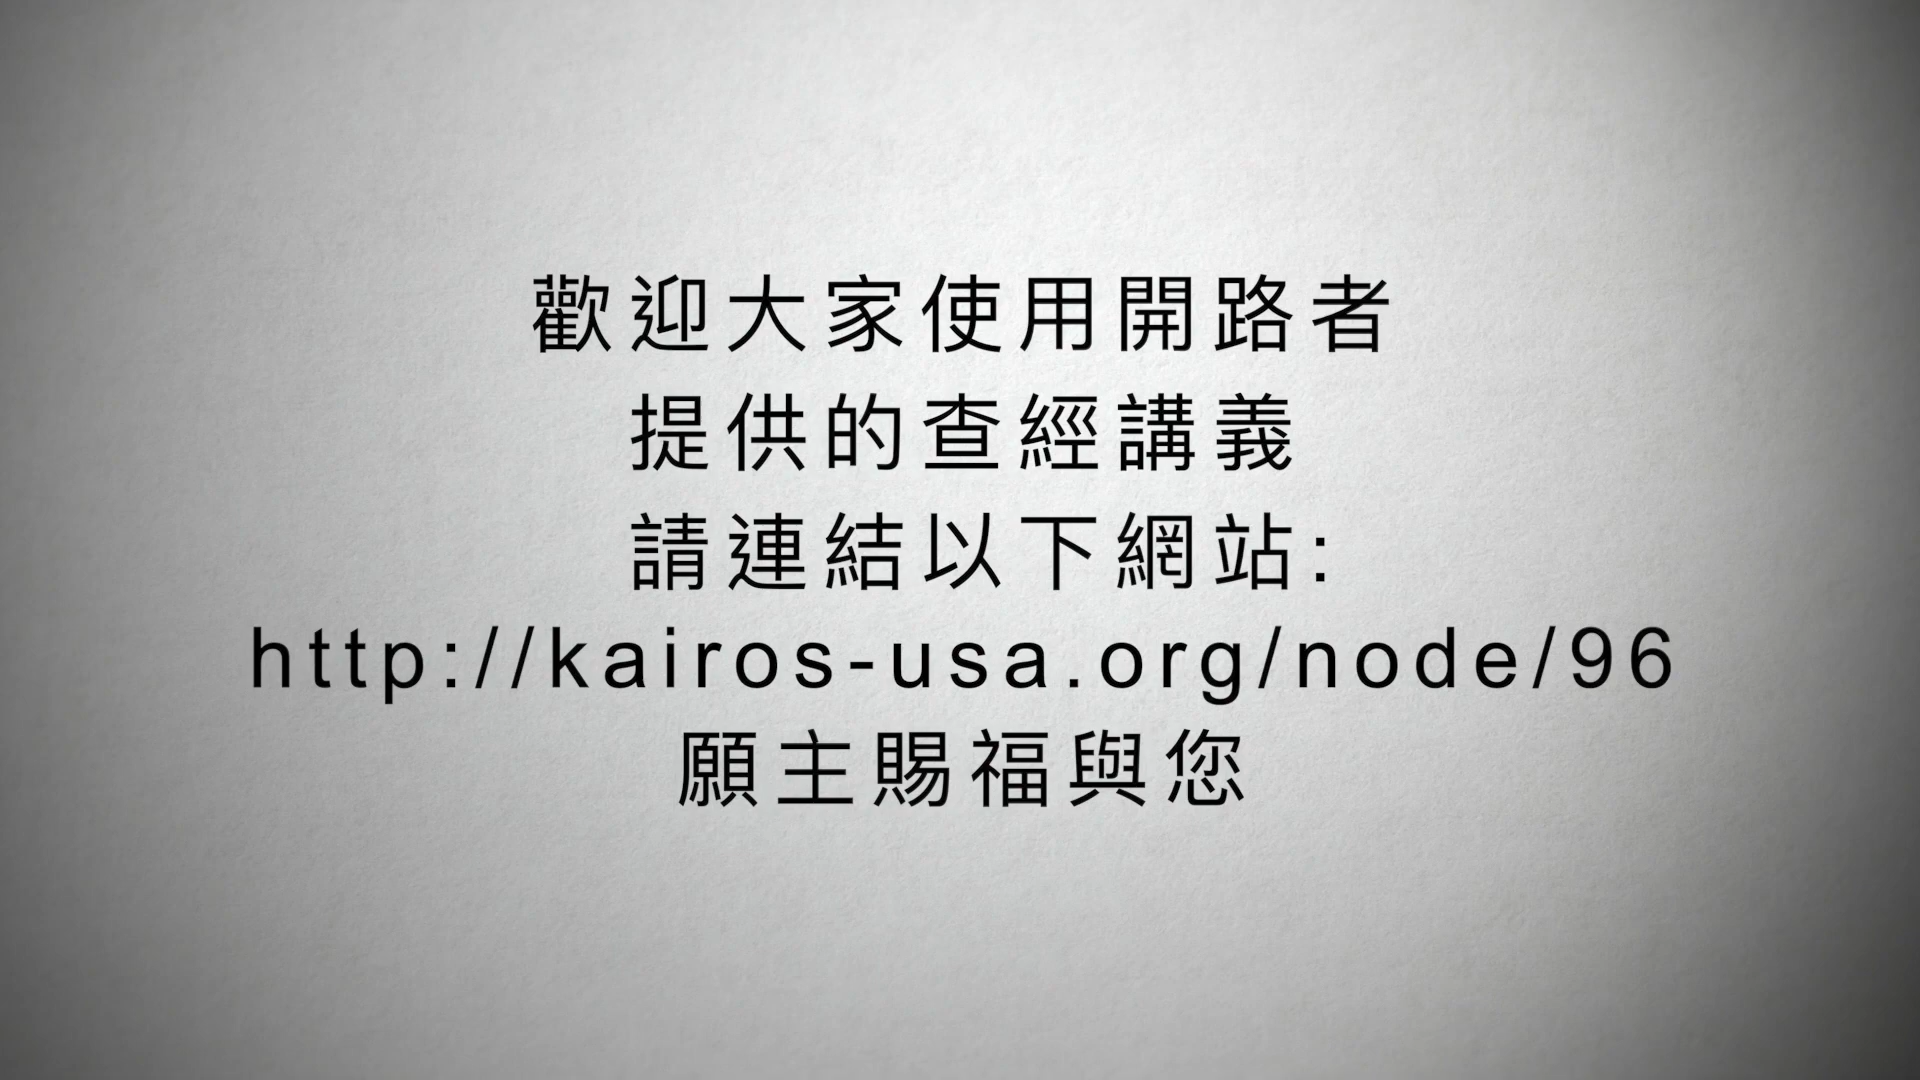 歡迎大家使用開路者
提供的查經講義
請連結以下網站:
http://kairos-usa.org/node/96
願主賜福與您